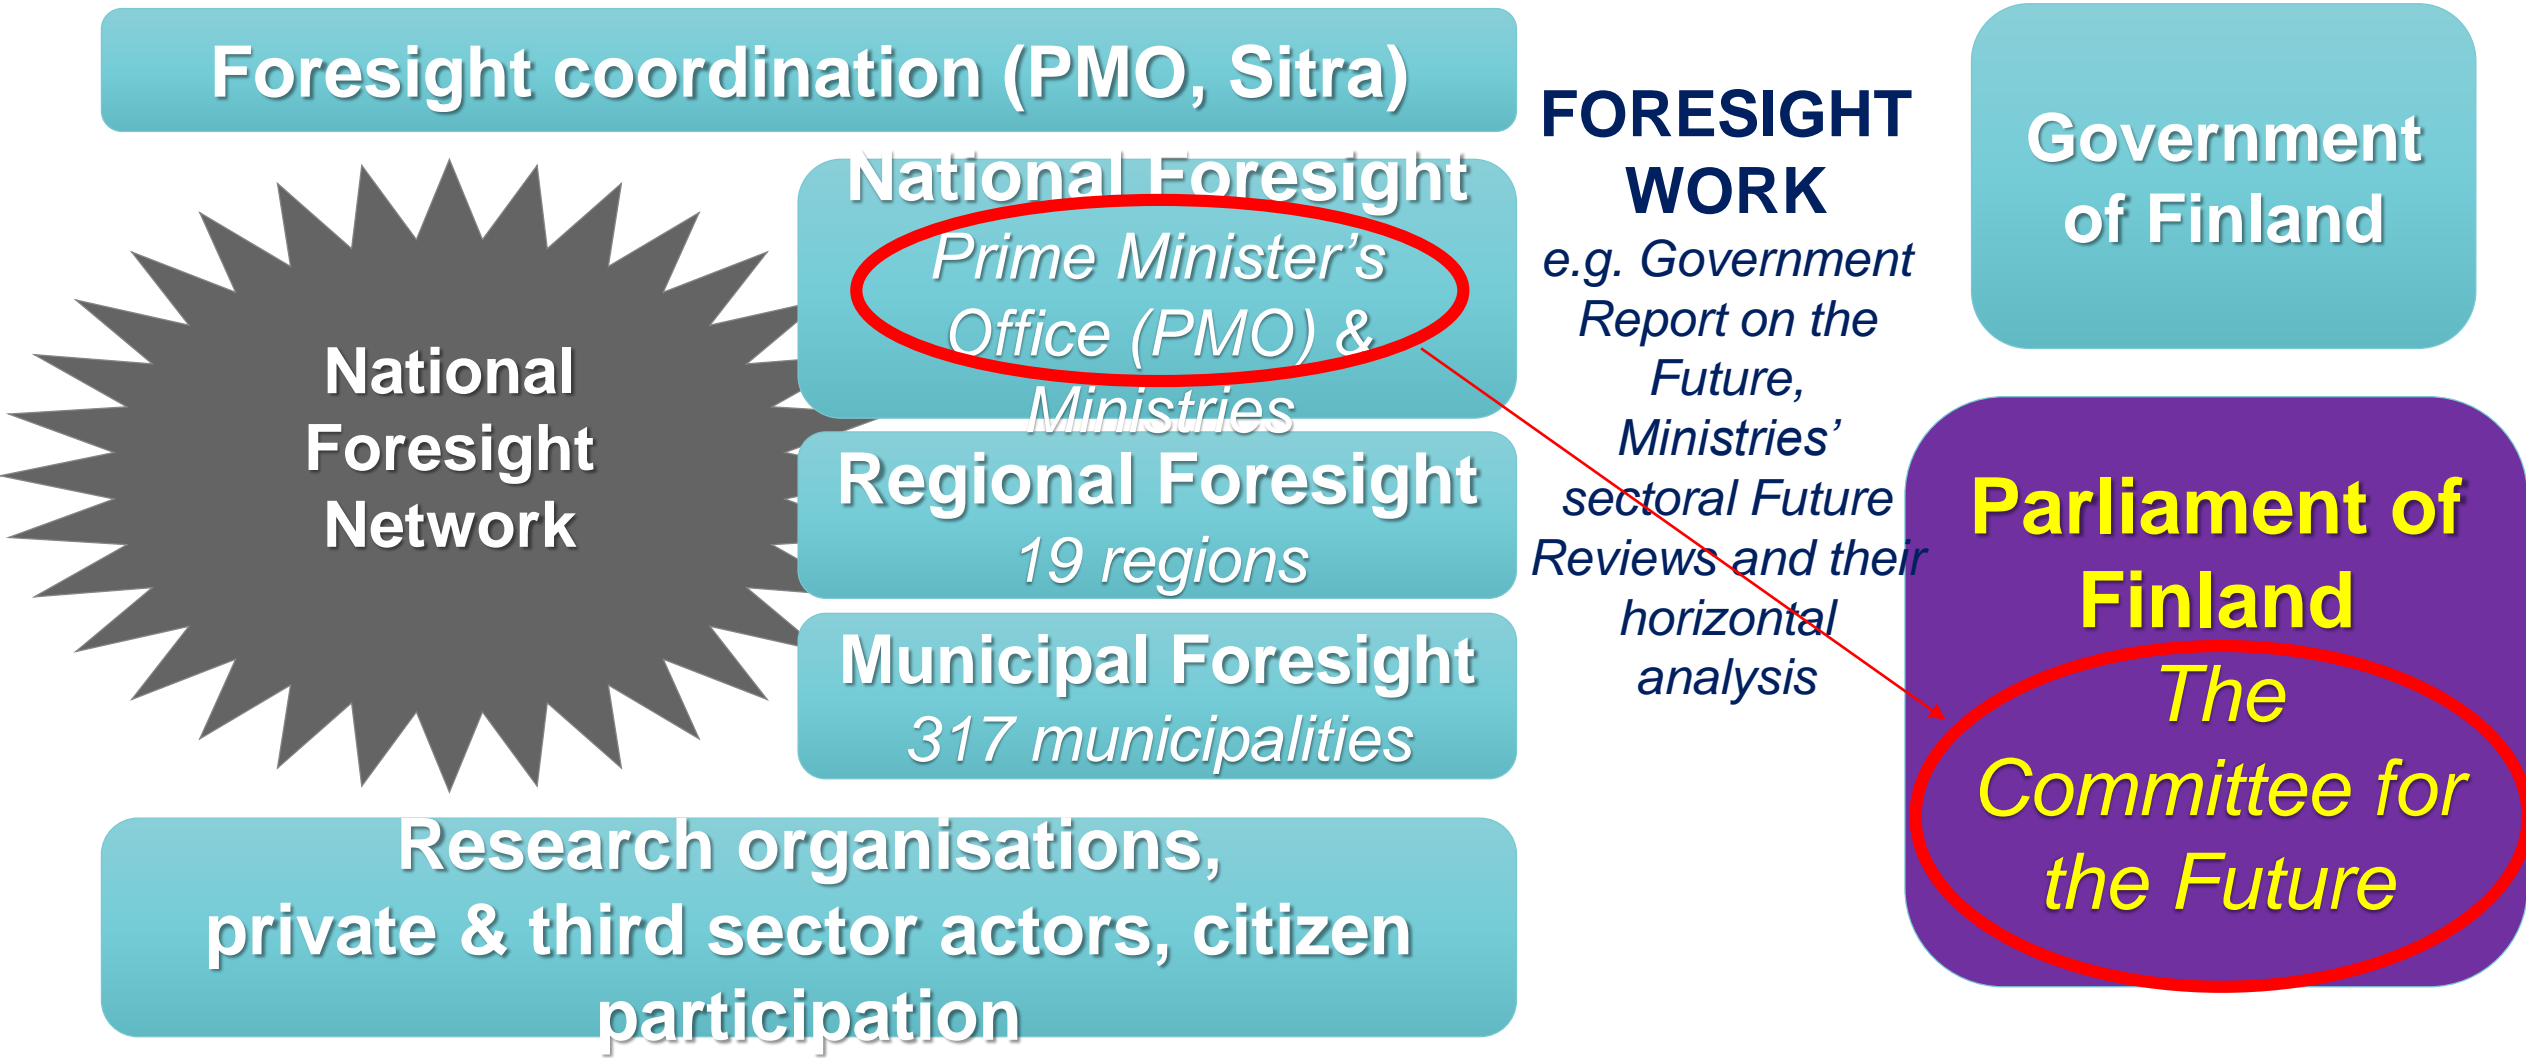 Foresight coordination (PMO, Sitra)
National
Foresight
Network
National Foresight
Prime Minister’s
Office (PMO) &
Ministries
Regional Foresight
19 regions
Municipal Foresight
317 municipalities
Research organisations,
private & third sector actors, citizen
participation
FORESIGHT
WORK
e.g. Government
Report on the
Future,
Ministries’
sectoral Future
Reviews and their
horizontal
analysis
Government
of Finland
Parliament of
Finland
The
Committee for
the Future